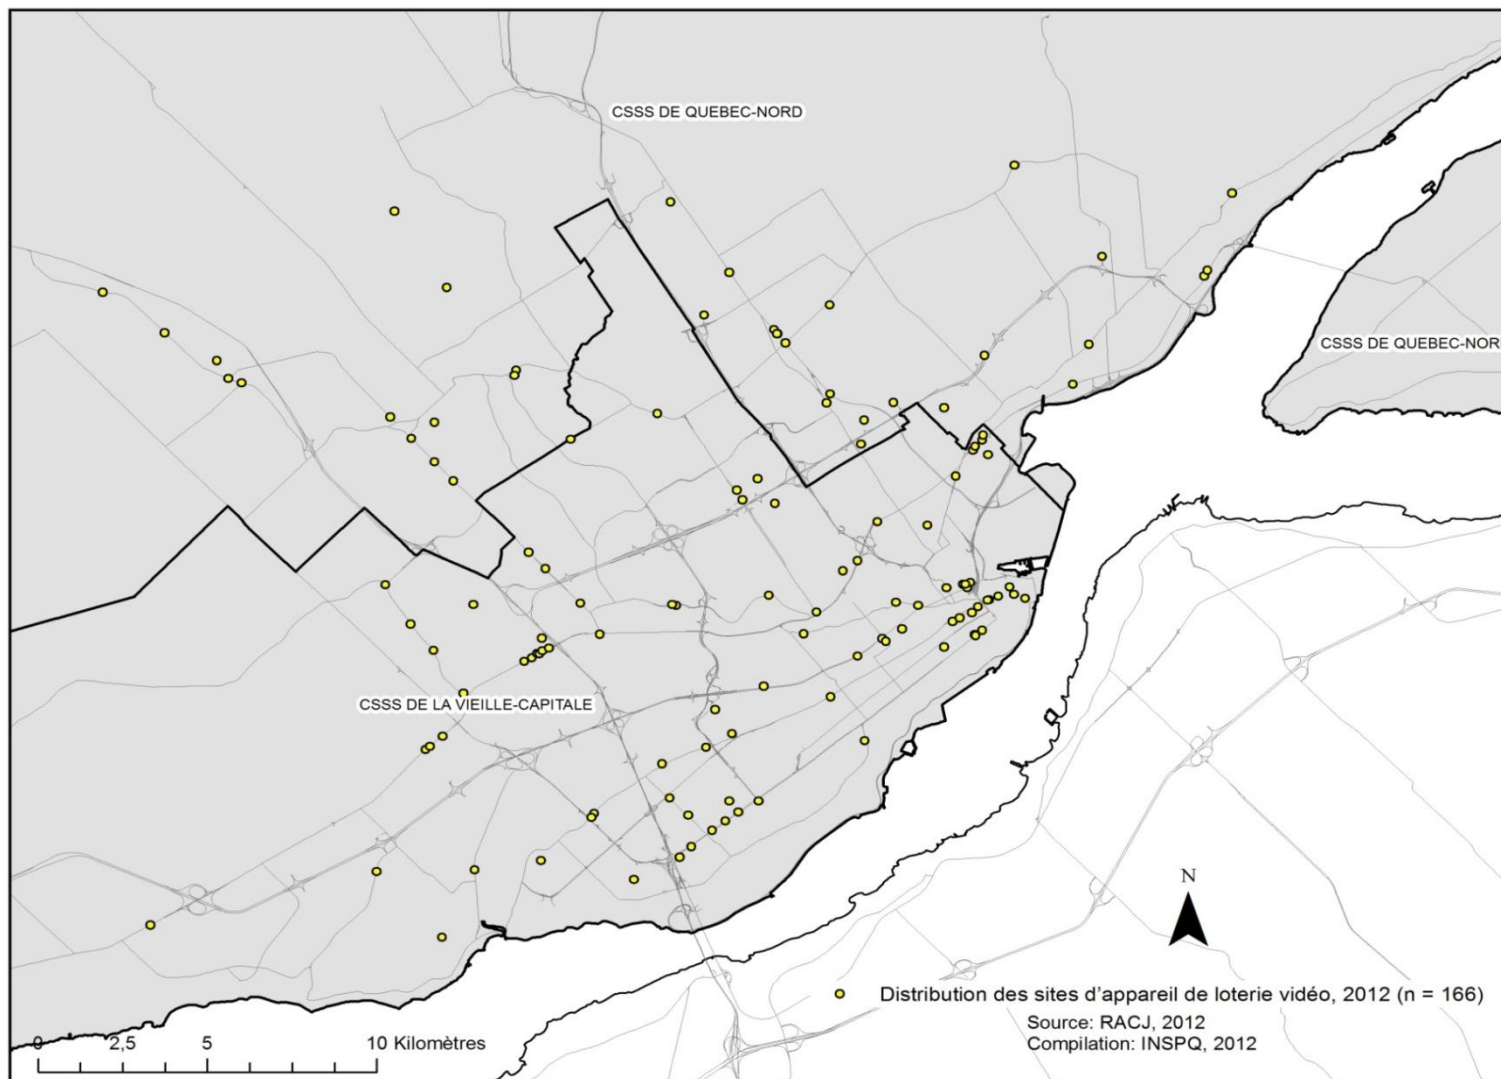 CSSS DE QUEBEC-NORD
CSSS DE QUEBEC-NOR
CSSS DE LA VIEILLE-CAPITALE
N
Distribution des sites d'appareil de loterie vidéo, 2012 (n = 166)
Source: RACJ, 2012
Compilation: INSPQ, 2012
0 2,5 5 10 Kilomètres